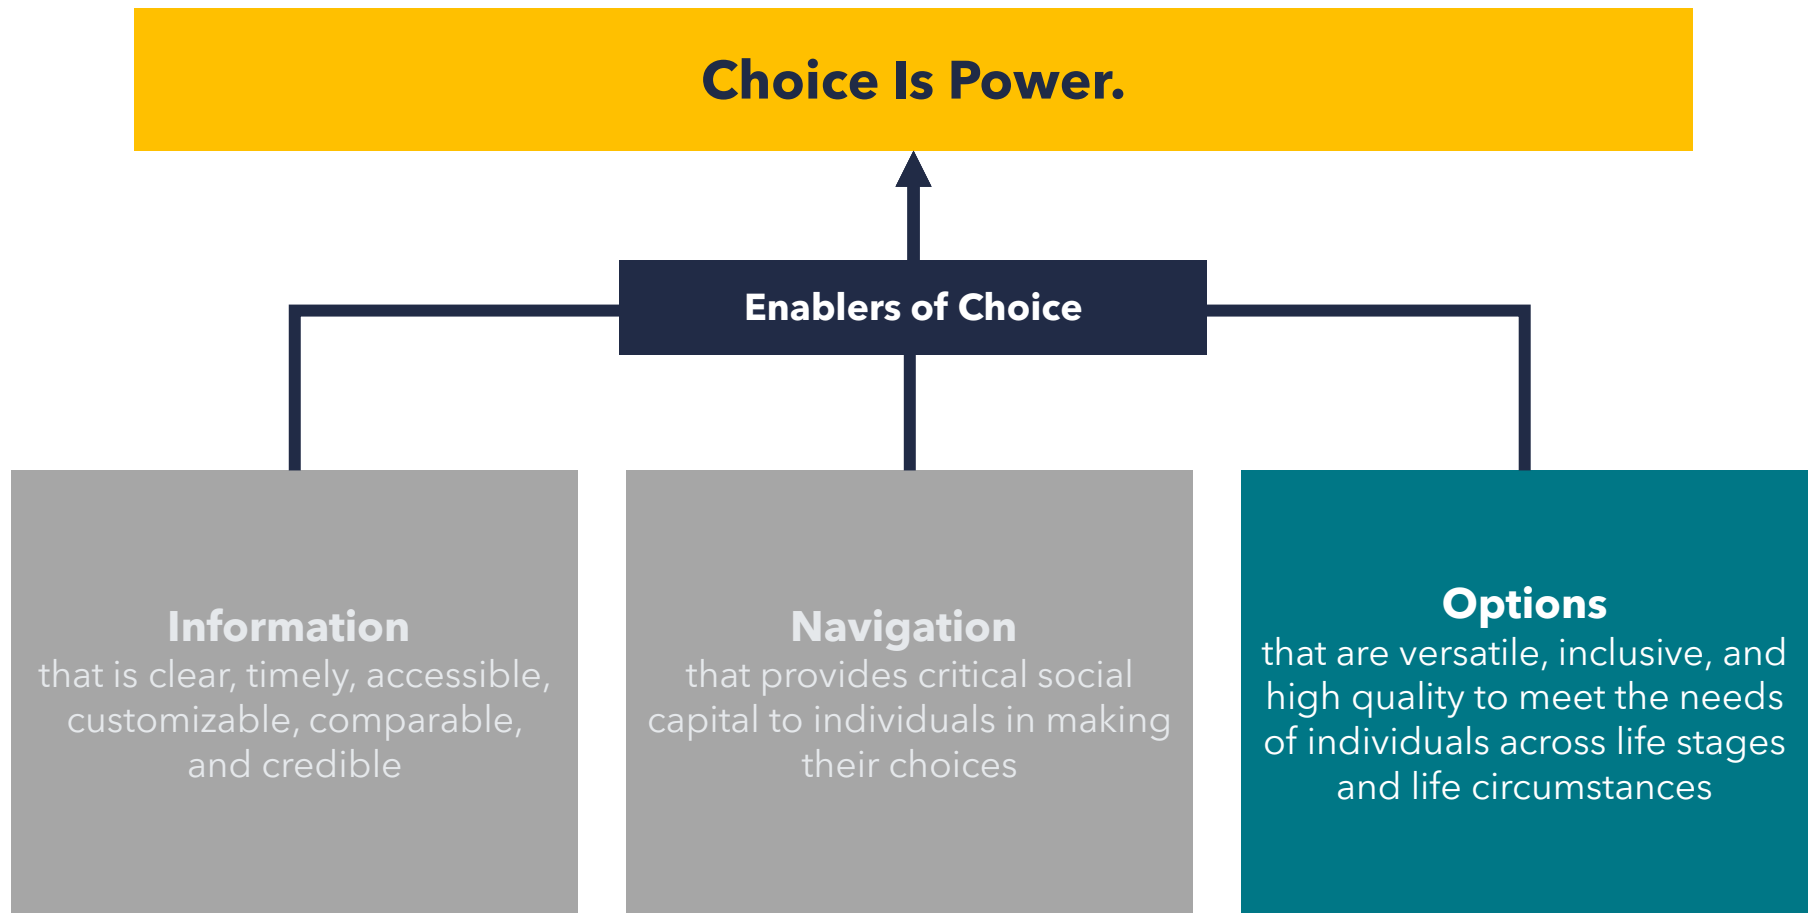 Choice Is Power.
Enablers of Choice
Information
that is clear, timely, accessible,
customizable, comparable,
and credible
Navigation
that provides critical social
capital to individuals in making
their choices
Options
that are versatile, inclusive, and
high quality to meet the needs
of individuals across life stages
and life circumstances